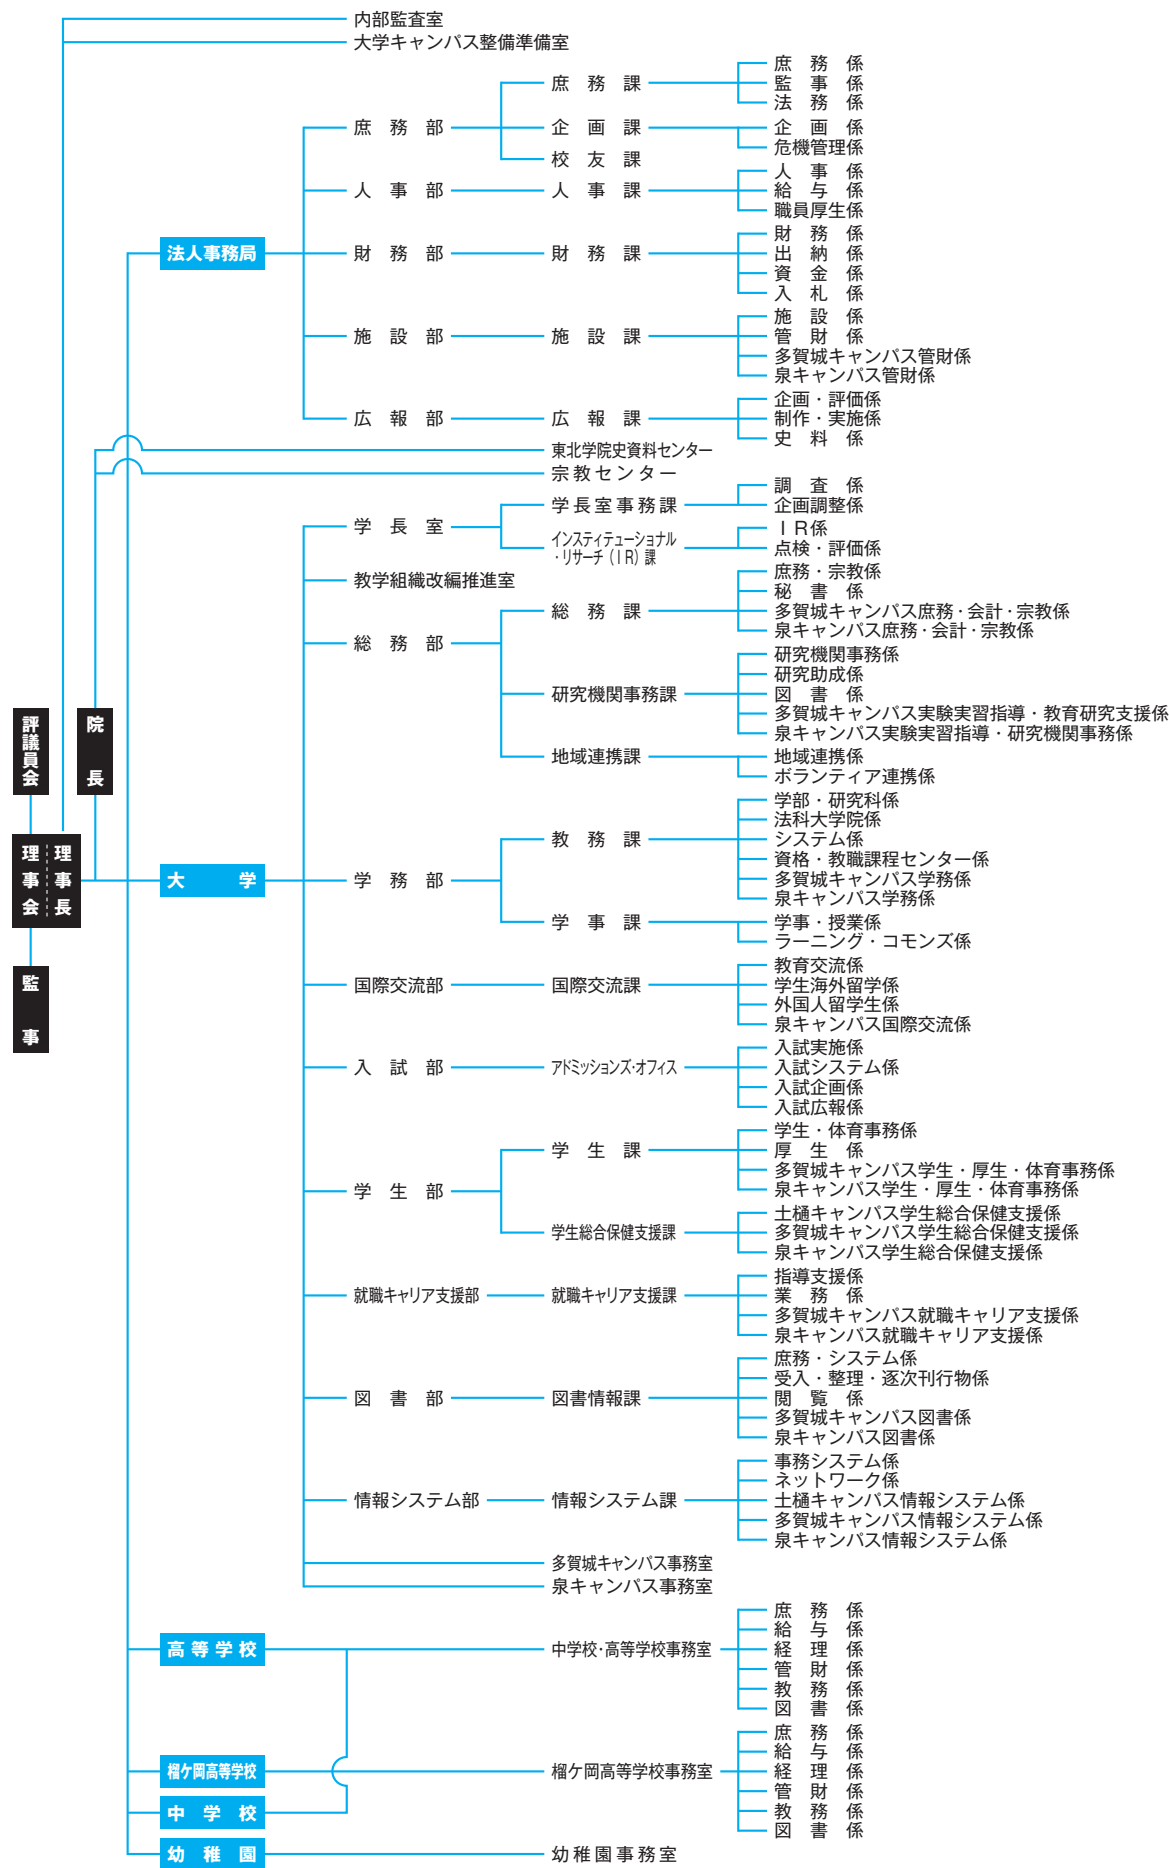 内部監査室
大学キャンパス整備準備室
法人事務局
庶務部
庶務課
庶務係
監事係
法務係
企画課
企画係
危機管理係
校友課
人事部
人事課
人事係
給与係
職員厚生係
財務部
財務課
財務係
出納係
資金係
入札係
施設部
施設課
施設係
管財係
多賀城キャンパス管財係
泉キャンパス管財係
広報部
広報課
企画・評価係
制作・実施係
史料係
東北学院史資料センター
宗教センター
評議員会
院長
理事会
理事長
監事
大学
学長室
学長室事務課
調査係
企画調整係
インスティテューショナル
・リサーチ（IR）課
IR係
点検・評価係
教学組織改編推進室
総務部
総務課
庶務・宗教係
秘書係
多賀城キャンパス庶務・会計・宗教係
泉キャンパス庶務・会計・宗教係
研究機関事務課
研究機関事務係
研究助成係
図書係
多賀城キャンパス実験実習指導・教育研究支援係
泉キャンパス実験実習指導・研究機関事務係
地域連携課
地域連携係
ボランティア連携係
学務部
教務課
学部・研究科係
法科大学院係
システム係
資格・教職課程センター係
多賀城キャンパス学務係
泉キャンパス学務係
学事課
学事・授業係
ラーニング・コモンズ係
国際交流部
国際交流課
教育交流係
学生海外留学係
外国人留学生係
泉キャンパス国際交流係
入試部
アドミッションズ・オフィス
入試実施係
入試システム係
入試企画係
入試広報係
学生部
学生課
学生・体育事務係
厚生係
多賀城キャンパス学生・厚生・体育事務係
泉キャンパス学生・厚生・体育事務係
学生総合保健支援課
土樋キャンパス学生総合保健支援係
多賀城キャンパス学生総合保健支援係
泉キャンパス学生総合保健支援係
就職キャリア支援部
就職キャリア支援課
指導支援係
業務係
多賀城キャンパス就職キャリア支援係
泉キャンパス就職キャリア支援係
図書部
図書情報課
庶務・システム係
受入・整理・逐次刊行物係
閲覧係
多賀城キャンパス図書係
泉キャンパス図書係
情報システム部
情報システム課
事務システム係
ネットワーク係
土樋キャンパス情報システム係
多賀城キャンパス情報システム係
泉キャンパス情報システム係
多賀城キャンパス事務室
泉キャンパス事務室
高等学校
中学校・高等学校事務室
庶務係
給与係
経理係
管財係
教務係
図書係
榴ケ岡高等学校
榴ケ岡高等学校事務室
庶務係
給与係
経理係
管財係
教務係
図書係
中学校
幼稚園
幼稚園事務室